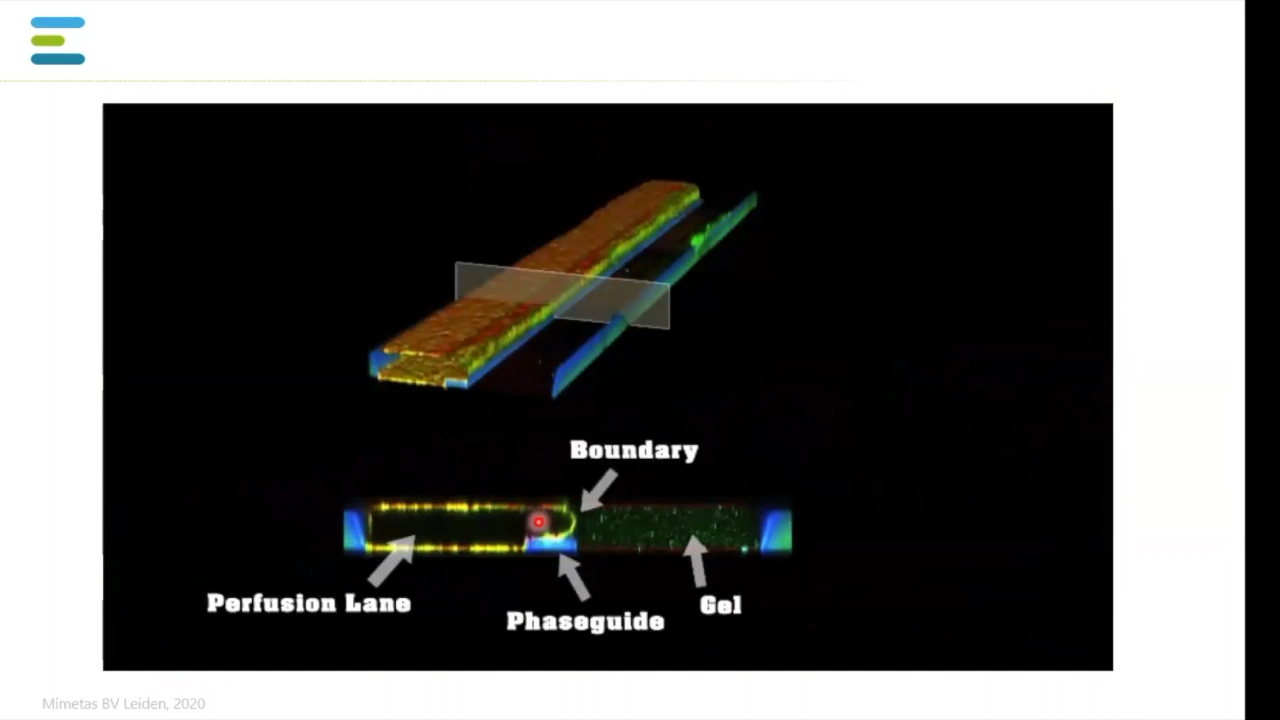 Boundary
Perfusion Lane
Phaseguide
Gel
Mimetas BV Leiden, 2020